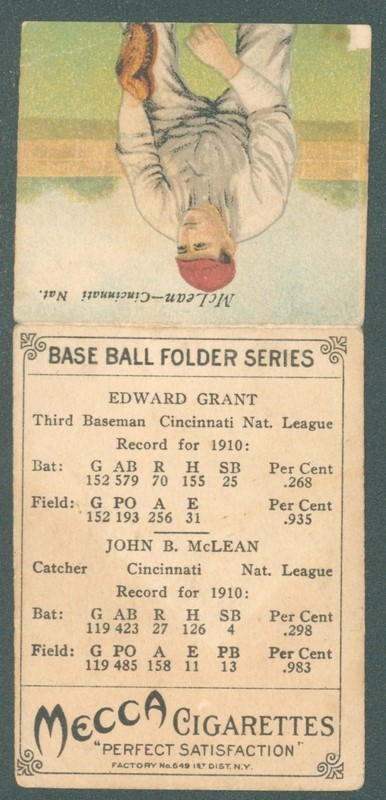 McLean—Cincinnati Nat.
BASE BALL FOLDER SERIES
EDWARD GRANT
Third Baseman Cincinnati Nat. League
Record for 1910:
Bat: G AB R H SB Per Cent
152 579 70 155 25 .268
Field: G PO A E Per Cent
152 193 256 31 .935
JOHN B. McLEAN
Catcher Cincinnati Nat. League
Record for 1910:
Bat: G AB R H SB Per Cent
119 423 27 126 4 .298
Field: G PO A E PB Per Cent
119 485 158 11 13 .983
MECCA CIGARETTES
"PERFECT SATISFACTION"
FACTORY No. 649 1ST DIST. N.Y.